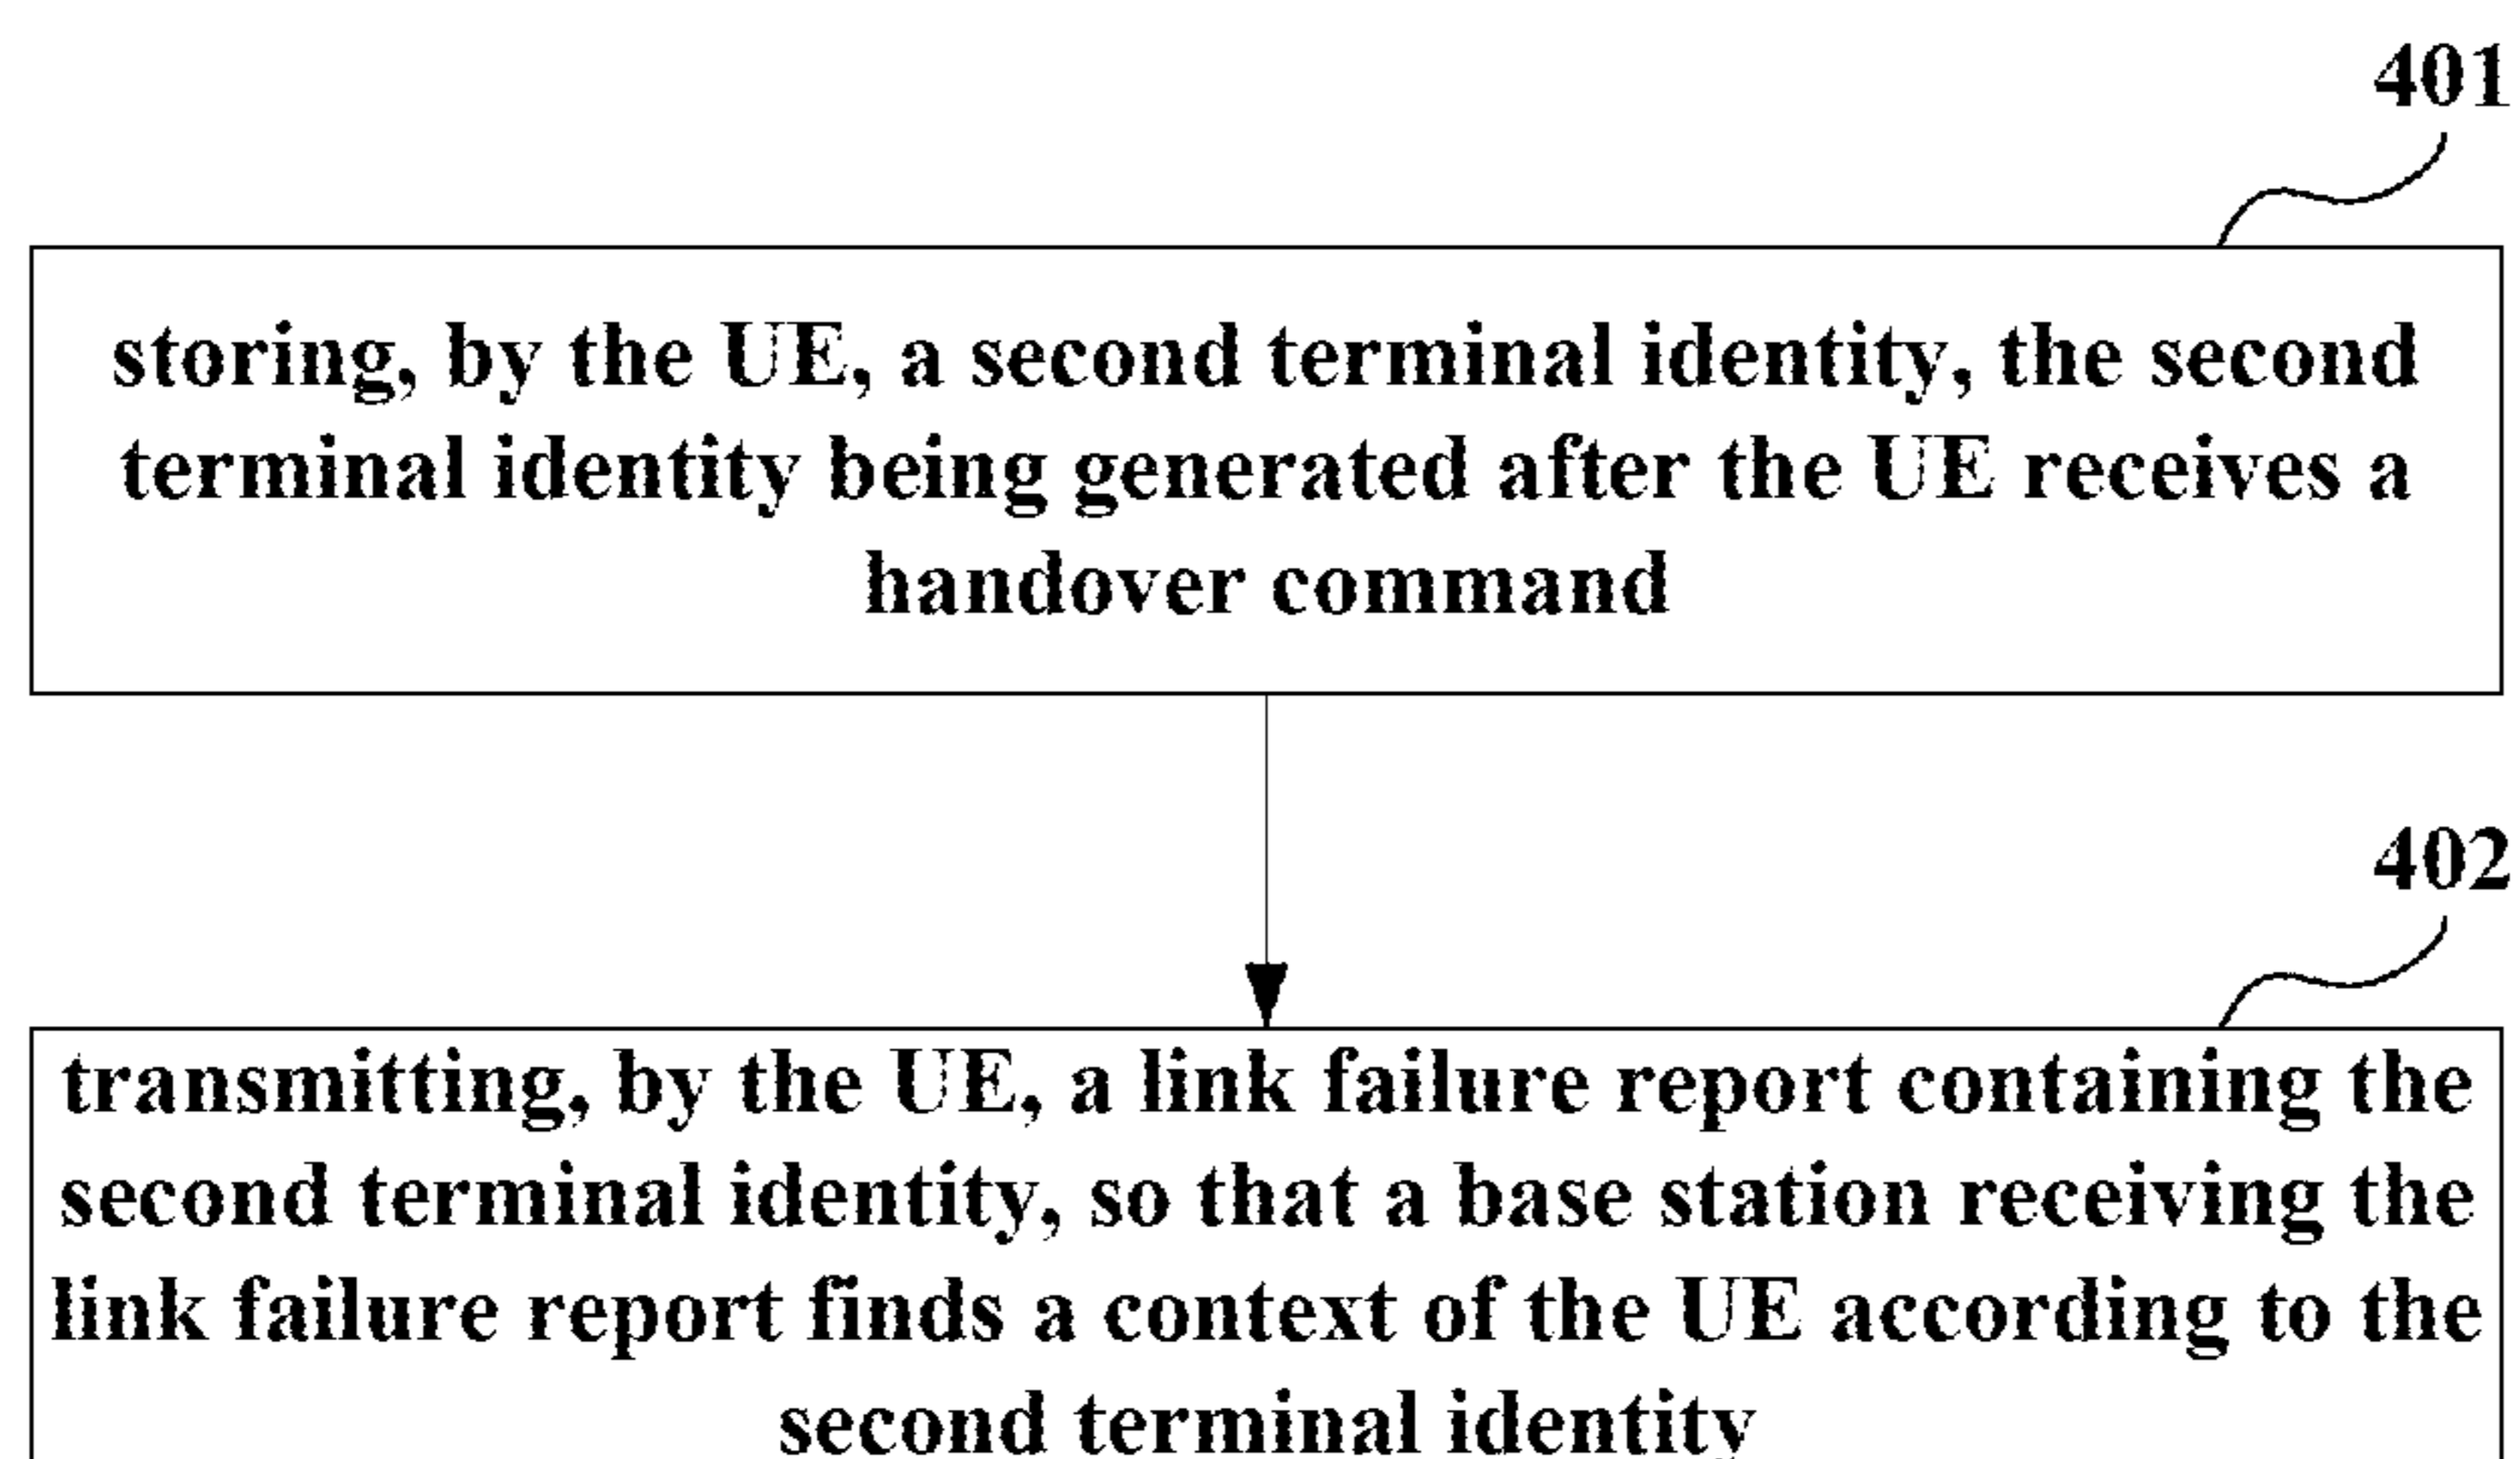 401
storing, by the UE, a second terminal identity, the second
terminal identity being generated after the UE receives a
handover command
402
transmitting, by the UE, a link failure report containing the
second terminal identity, so that a base station receiving the
link failure report finds a context of the UE according to the
second terminal identity